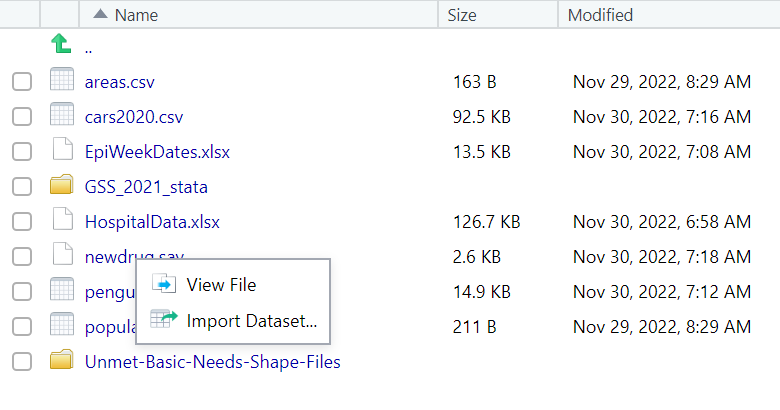 Name Size Modified
..
areas.csv 163 B Nov 29, 2022, 8:29 AM
cars2020.csv 92.5 KB Nov 30, 2022, 7:16 AM
EpiWeekDates.xlsx 13.5 KB Nov 30, 2022, 7:08 AM
GSS_2021_stata
HospitalData.xlsx 126.7 KB Nov 30, 2022, 6:58 AM
newdrug.sav 2.6 KB Nov 30, 2022, 7:18 AM
View File
pengu 14.9 KB Nov 30, 2022, 7:12 AM
Import Dataset...
popula 211 B Nov 29, 2022, 8:29 AM
Unmet-Basic-Needs-Shape-Files